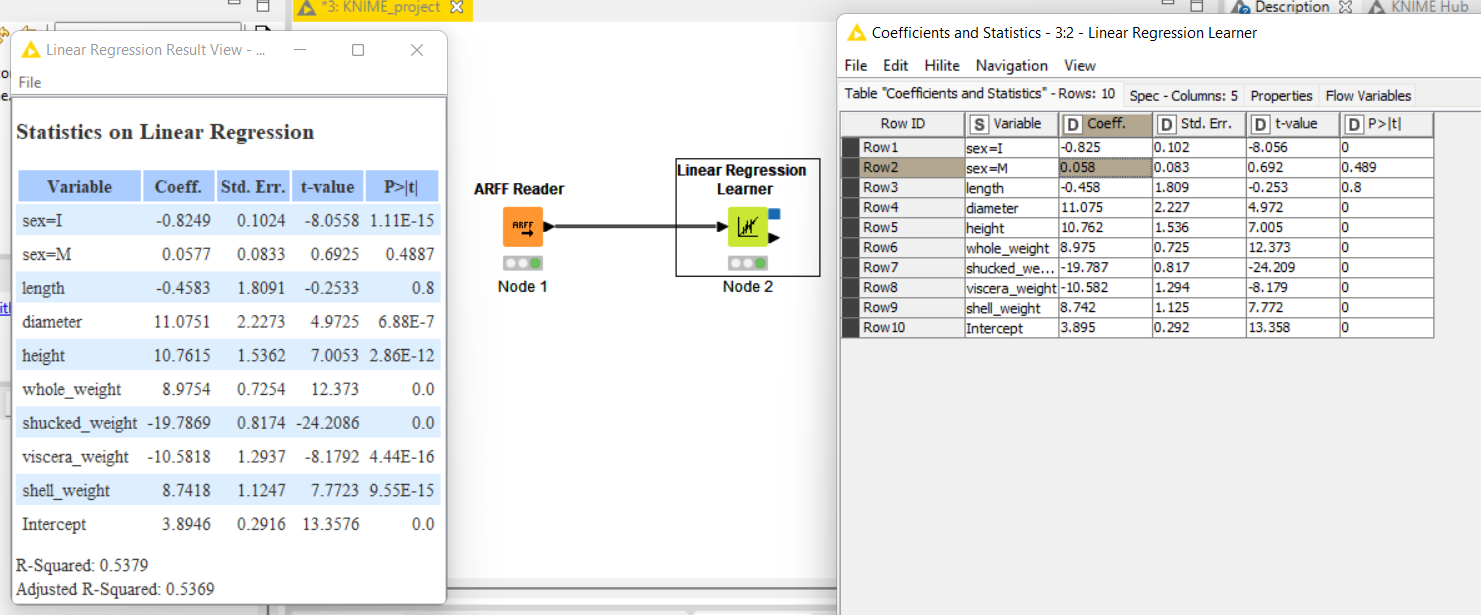 *3: KNIME_project
Description
KNIME Hub
Linear Regression Result View - ...
File
Statistics on Linear Regression
Variable Coeff. Std. Err. t-value P>|t|
sex=I -0.8249 0.1024 -8.0558 1.11E-15
sex=M 0.0577 0.0833 0.6925 0.4887
length -0.4583 1.8091 -0.2533 0.8
diameter 11.0751 2.2273 4.9725 6.88E-7
height 10.7615 1.5362 7.0053 2.86E-12
whole_weight 8.9754 0.7254 12.373 0.0
shucked_weight -19.7869 0.8174 -24.2086 0.0
viscera_weight -10.5818 1.2937 -8.1792 4.44E-16
shell_weight 8.7418 1.1247 7.7723 9.55E-15
Intercept 3.8946 0.2916 13.3576 0.0
R-Squared: 0.5379
Adjusted R-Squared: 0.5369
ARFF Reader
ARFF
Node 1
Linear Regression
Learner
Node 2
Coefficients and Statistics - 3:2 - Linear Regression Learner
File Edit Hilite Navigation View
Table "Coefficients and Statistics" - Rows: 10 Spec - Columns: 5 Properties Flow Variables
Row ID S Variable D Coeff. D Std. Err. D t-value D P>|t|
Row1 sex=I -0.825 0.102 -8.056 0
Row2 sex=M 0.058 0.083 0.692 0.489
Row3 length -0.458 1.809 -0.253 0.8
Row4 diameter 11.075 2.227 4.972 0
Row5 height 10.762 1.536 7.005 0
Row6 whole_weight 8.975 0.725 12.373 0
Row7 shucked_we... -19.787 0.817 -24.209 0
Row8 viscera_weight -10.582 1.294 -8.179 0
Row9 shell_weight 8.742 1.125 7.772 0
Row10 Intercept 3.895 0.292 13.358 0